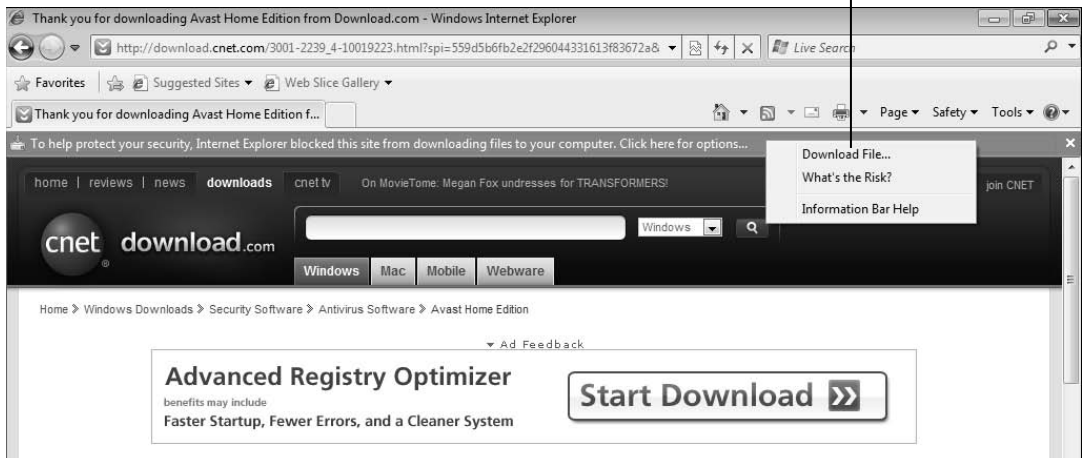 Thank you for downloading Avast Home Edition from Download.com - Windows Internet Explorer
http://download.cnet.com/3001-2239_4-10019223.html?spi=559d5b6fb2e2f296044331613f83672a&
Live Search
Favorites Suggested Sites Web Slice Gallery
Thank you for downloading Avast Home Edition f...
Page Safety Tools
To help protect your security, Internet Explorer blocked this site from downloading files to your computer. Click here for options...
Download File...
What's the Risk?
Information Bar Help
home | reviews | news downloads cnet tv On MovieTome: Megan Fox undresses for TRANSFORMERS! join CNET
cnet download.com
Windows
Windows Mac Mobile Webware
Home > Windows Downloads > Security Software > Antivirus Software > Avast Home Edition
Ad Feedback
Advanced Registry Optimizer
benefits may include
Faster Startup, Fewer Errors, and a Cleaner System
Start Download